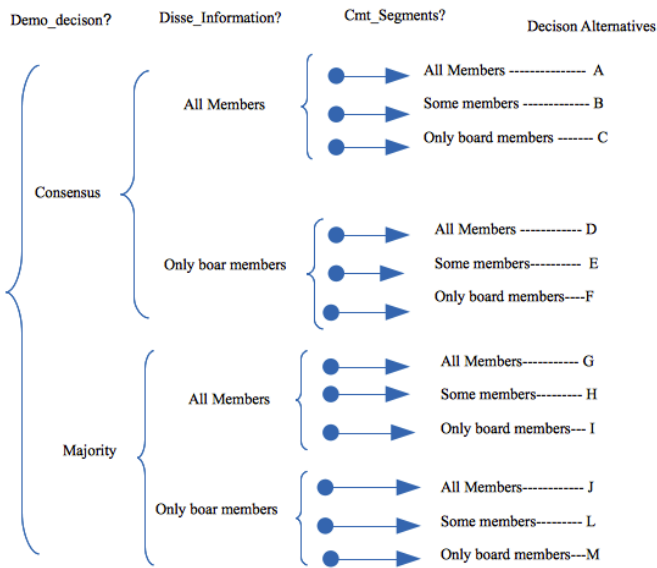 Demo_decison? Disse_Information? Cmt_Segments? Decison Alternatives
All Members --------------- A
All Members Some members ------------- B
Only board members ------- C
Consensus
All Members ------------ D
Only boar members Some members---------- E
Only board members----F
All Members----------- G
All Members Some members--------- H
Only board members--- I
Majority
All Members------------ J
Only boar members Some members--------- L
Only board members---M